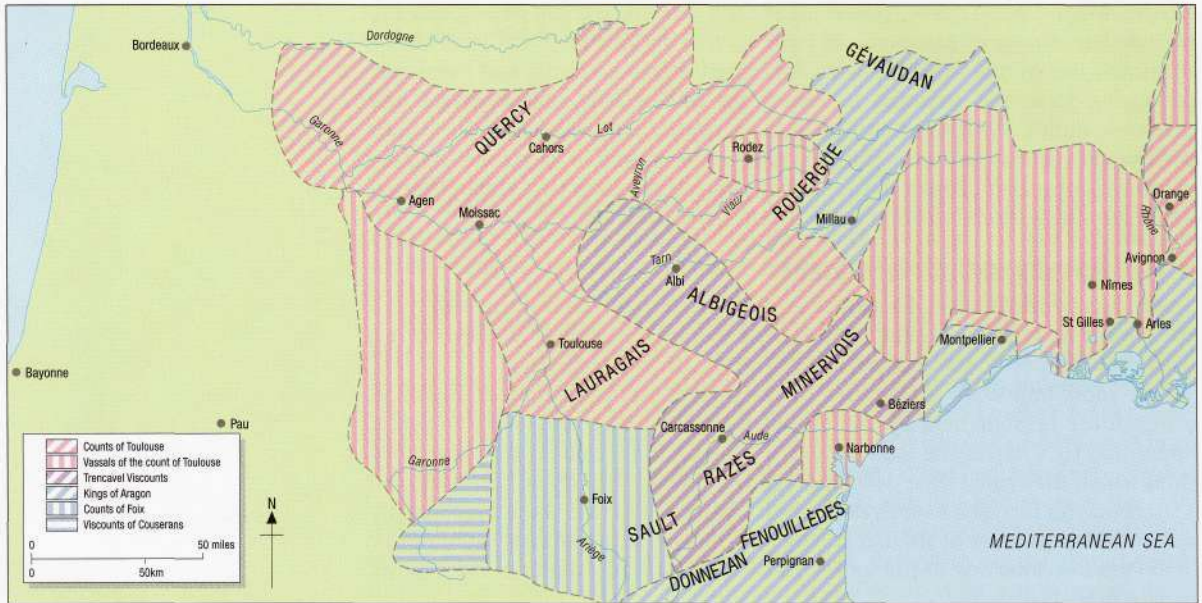 Bordeaux
Dordogne
GÉVAUDAN
Garonne
QUERCY
Lot
Cahors
Rodez
Aveyron
Viaur
ROUERGUE
Agen
Moissac
Millau
Orange
Rhône
Avignon
Tarn
Albi
ALBIGEOIS
Nîmes
St Gilles
Arles
Toulouse
LAURAGAIS
MINERVOIS
Montpellier
Bayonne
Pau
Béziers
Carcassonne
Aude
Narbonne
Garonne
RAZÈS
Foix
SAULT
FENOUILLÈDES
Ariège
DONNEZAN
Perpignan
MEDITERRANEAN SEA
Counts of Toulouse
Vassals of the count of Toulouse
Trencavel Viscounts
Kings of Aragon
Counts of Foix
Viscounts of Couserans
N
0 50 miles
0 50km